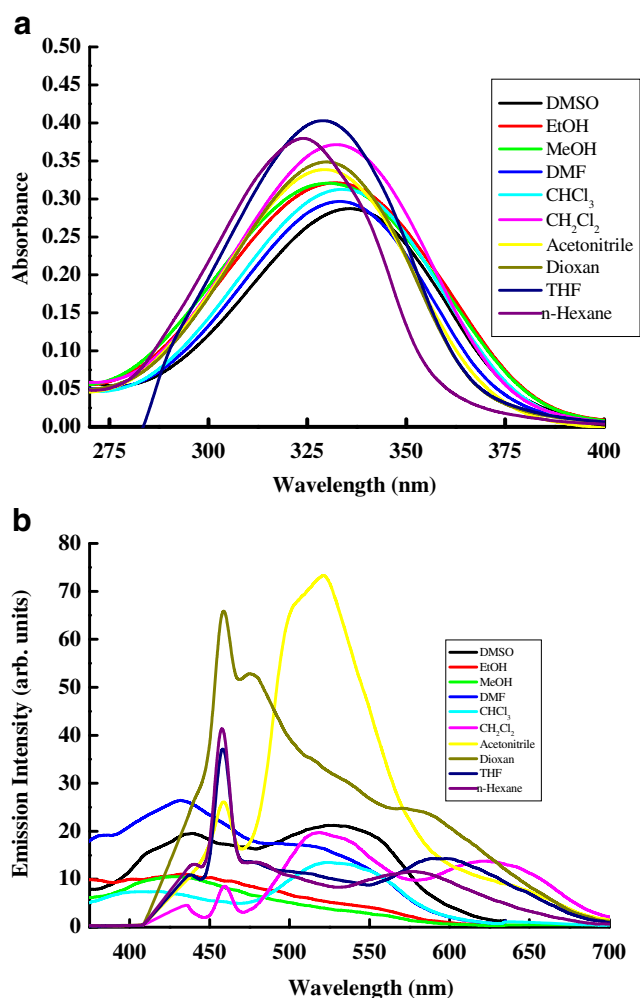 a
0.50
0.45
0.40
0.35
0.30
0.25
0.20
0.15
0.10
0.05
0.00
Absorbance
275 300 325 350 375 400
Wavelength (nm)
DMSO
EtOH
MeOH
DMF
CHCl3
CH2Cl2
Acetonitrile
Dioxan
THF
n-Hexane
b
80
70
60
50
40
30
20
10
0
Emission Intensity (arb. units)
400 450 500 550 600 650 700
Wavelength (nm)
DMSO
EtOH
MeOH
DMF
CHCl3
CH2Cl2
Acetonitrile
Dioxan
THF
n-Hexane